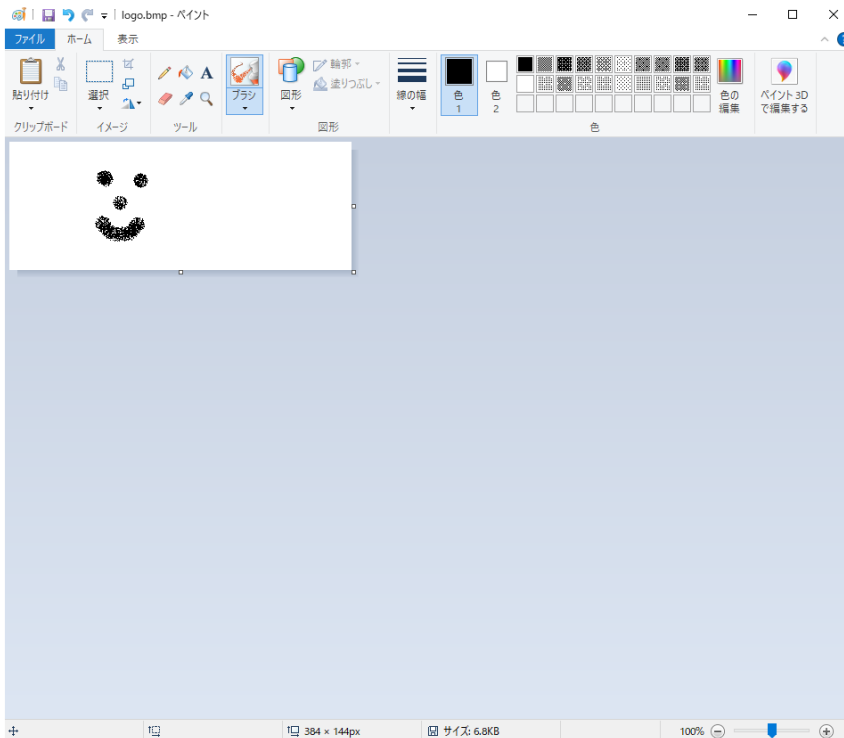 logo.bmp - ペイント
ファイル ホーム 表示
貼り付け
選択
A
ブラシ
図形
輪郭
塗りつぶし
線の幅
色
1
色
2
色の
編集
ペイント 3D
で編集する
クリップボード イメージ ツール 図形 色
384 × 144px サイズ: 6.8KB 100%